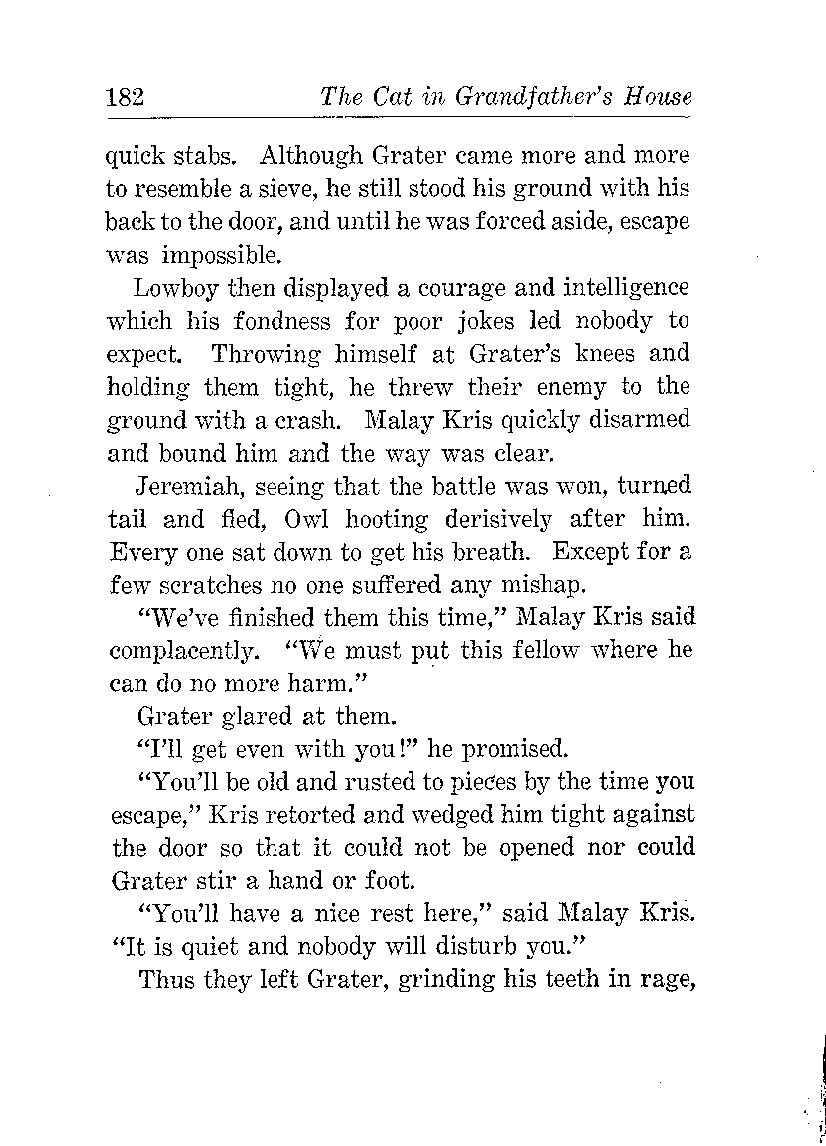 182 The Cat in Grandfather's House
quick stabs. Although Grater came more and more
to resemble a sieve, he still stood his ground with his
back to the door, and until he was forced aside, escape
was impossible.
Lowboy then displayed a courage and intelligence
which his fondness for poor jokes led nobody to
expect. Throwing himself at Grater's knees and
holding them tight, he threw their enemy to the
ground with a crash. Malay Kris quickly disarmed
and bound him and the way was clear.
Jeremiah, seeing that the battle was won, turned
tail and fled, Owl hooting derisively after him.
Every one sat down to get his breath. Except for a
few scratches no one suffered any mishap.
“We've finished them this time,” Malay Kris said
complacently. “We must put this fellow where he
can do no more harm.”
Grater glared at them.
“I'll get even with you!” he promised.
“You'll be old and rusted to pieces by the time you
escape,” Kris retorted and wedged him tight against
the door so that it could not be opened nor could
Grater stir a hand or foot.
“You'll have a nice rest here,” said Malay Kris.
“It is quiet and nobody will disturb you.”
Thus they left Grater, grinding his teeth in rage,